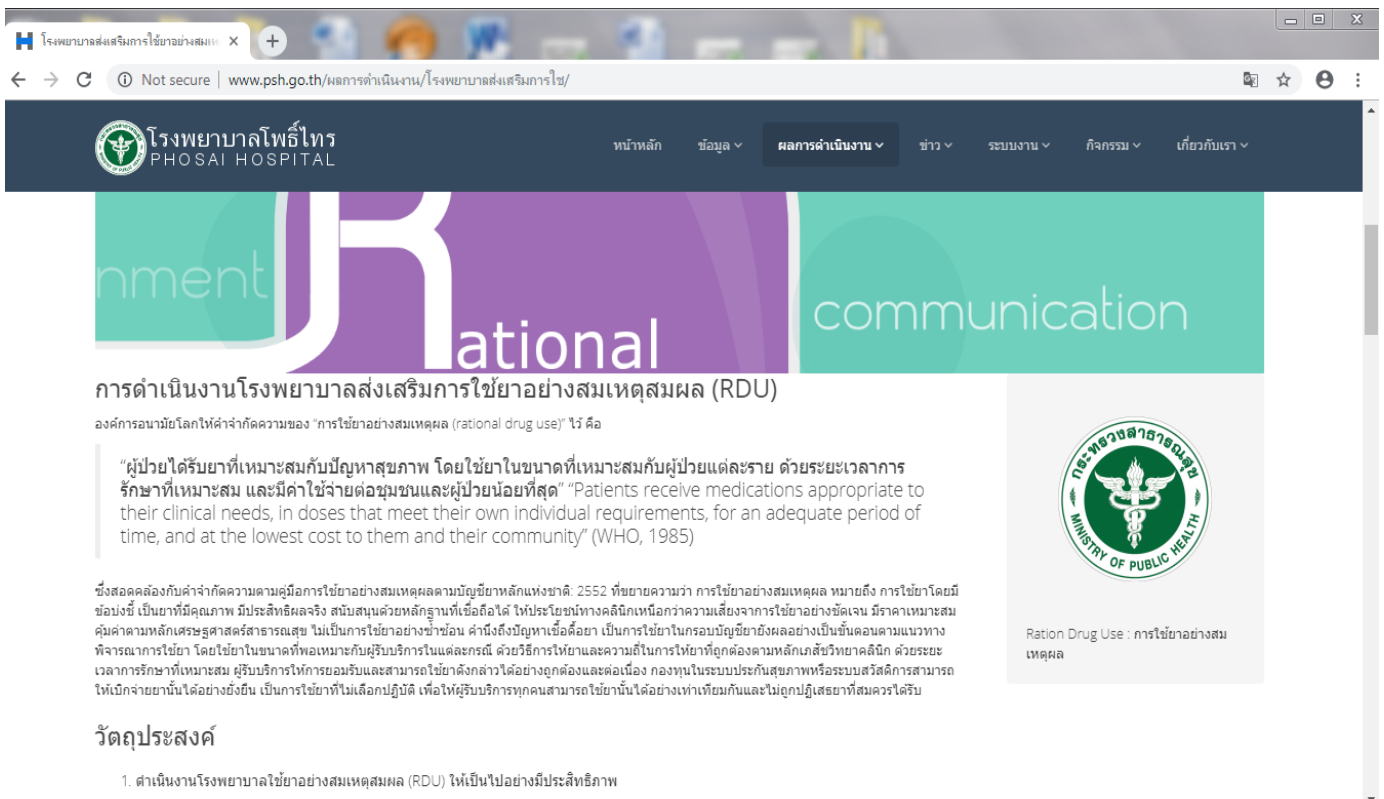 โรงพยาบาลส่งเสริมการใช้ยาอย่างสมเห
Not secure | www.psh.go.th/ผลการดำเนินงาน/โรงพยาบาลส่งเสริมการใช้/
โรงพยาบาลโพธิ์ไทร
PHOSAI HOSPITAL
หน้าหลัก ข้อมูล ผลการดำเนินงาน ข่าว ระบบงาน กิจกรรม เกี่ยวกับเรา
nment
Rational
communication
การดำเนินงานโรงพยาบาลส่งเสริมการใช้ยาอย่างสมเหตุสมผล (RDU)
องค์การอนามัยโลกให้คำจำกัดความของ “การใช้ยาอย่างสมเหตุผล (rational drug use)” ไว้ คือ
“ผู้ป่วยได้รับยาที่เหมาะสมกับปัญหาสุขภาพ โดยใช้ยาในขนาดที่เหมาะสมกับผู้ป่วยแต่ละราย ด้วยระยะเวลาการ
รักษาที่เหมาะสม และมีค่าใช้จ่ายต่อชุมชนและผู้ป่วยน้อยที่สุด” “Patients receive medications appropriate to
their clinical needs, in doses that meet their own individual requirements, for an adequate period of
time, and at the lowest cost to them and their community” (WHO, 1985)
ซึ่งสอดคล้องกับคำจำกัดความตามคู่มือการใช้ยาอย่างสมเหตุผลตามบัญชียาหลักแห่งชาติ: 2552 ที่ขยายความว่า การใช้ยาอย่างสมเหตุผล หมายถึง การใช้ยาโดยมี
ข้อบ่งชี้ เป็นยาที่มีคุณภาพ มีประสิทธิผลจริง สนับสนุนด้วยหลักฐานที่เชื่อถือได้ ให้ประโยชน์ทางคลินิกเหนือกว่าความเสี่ยงจากการใช้ยาอย่างชัดเจน มีราคาเหมาะสม
คุ้มค่าตามหลักเศรษฐศาสตร์สาธารณสุข ไม่เป็นการใช้ยาอย่างซ้ำซ้อน คำนึงถึงปัญหาเชื้อดื้อยา เป็นการใช้ยาในกรอบบัญชียายังผลอย่างเป็นขั้นตอนตามแนวทาง
พิจารณาการใช้ยา โดยใช้ยาในขนาดที่พอเหมาะกับผู้รับบริการในแต่ละกรณี ด้วยวิธีการให้ยาและความถี่ในการให้ยาที่ถูกต้องตามหลักเภสัชวิทยาคลินิก ด้วยระยะ
เวลาการรักษาที่เหมาะสม ผู้รับบริการให้การยอมรับและสามารถใช้ยาดังกล่าวได้อย่างถูกต้องและต่อเนื่อง กองทุนในระบบประกันสุขภาพหรือระบบสวัสดิการสามารถ
ให้เบิกจ่ายยานั้นได้อย่างยั่งยืน เป็นการใช้ยาที่ไม่เลือกปฏิบัติ เพื่อให้ผู้รับบริการทุกคนสามารถใช้ยานั้นได้อย่างเท่าเทียมกันและไม่ถูกปฏิเสธยาที่สมควรได้รับ
วัตถุประสงค์
1. ดำเนินงานโรงพยาบาลใช้ยาอย่างสมเหตุสมผล (RDU) ให้เป็นไปอย่างมีประสิทธิภาพ
กระทรวงสาธารณสุข
MINISTRY OF PUBLIC HEALTH
Ration Drug Use : การใช้ยาอย่างสม
เหตุผล